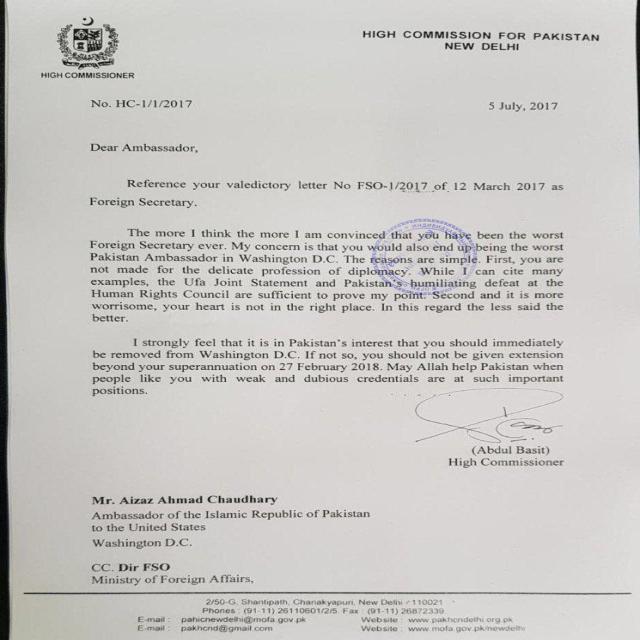 HIGH COMMISSION FOR PAKISTAN
NEW DELHI
HIGH COMMISSIONER
No. HC-1/1/2017
5 July, 2017
Dear Ambassador,
Reference your valedictory letter No FSO-1/2017 of 12 March 2017 as
Foreign Secretary.
The more I think the more I am convinced that you have been the worst
Foreign Secretary ever. My concern is that you would also end up being the worst
Pakistan Ambassador in Washington D.C. The reasons are simple. First, you are
not made for the delicate profession of diplomacy. While I can cite many
examples, the Ufa Joint Statement and Pakistan's humiliating defeat at the
Human Rights Council are sufficient to prove my point. Second and it is more
worrisome, your heart is not in the right place. In this regard the less said the
better.
I strongly feel that it is in Pakistan's interest that you should immediately
be removed from Washington D.C. If not so, you should not be given extension
beyond your superannuation on 27 February 2018. May Allah help Pakistan when
people like you with weak and dubious credentials are at such important
positions.
(Abdul Basit)
High Commissioner
Mr. Aizaz Ahmad Chaudhary
Ambassador of the Islamic Republic of Pakistan
to the United States
Washington D.C.
CC. Dir FSO
Ministry of Foreign Affairs,
2/50-G, Shantipath, Chanakyapuri, New Delhi - 110021
Phones : (91-11) 26110601/2/5. Fax : (91-11) 26872339
E-mail : pahicnewdelhi@mofa.gov.pk Website : www.pakhcnd.org.pk
E-mail : pakhcnd@gmail.com Website : www.mofa.gov.pk/newdelhi